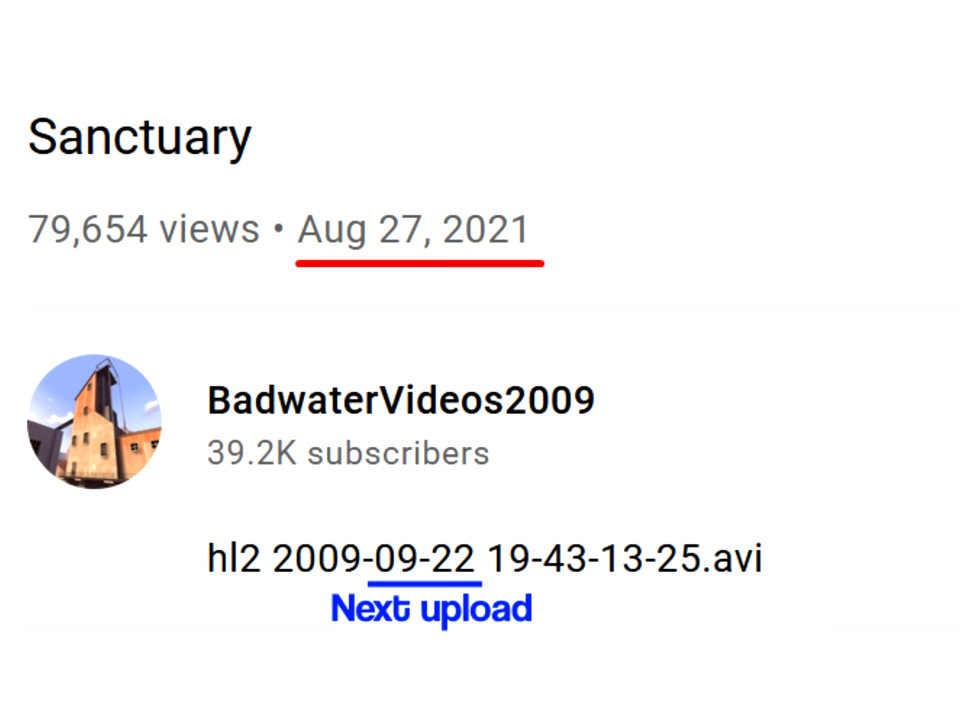 Sanctuary
79,654 views • Aug 27, 2021
BadwaterVideos2009
39.2K subscribers
hl2 2009-09-22 19-43-13-25.avi
Next upload